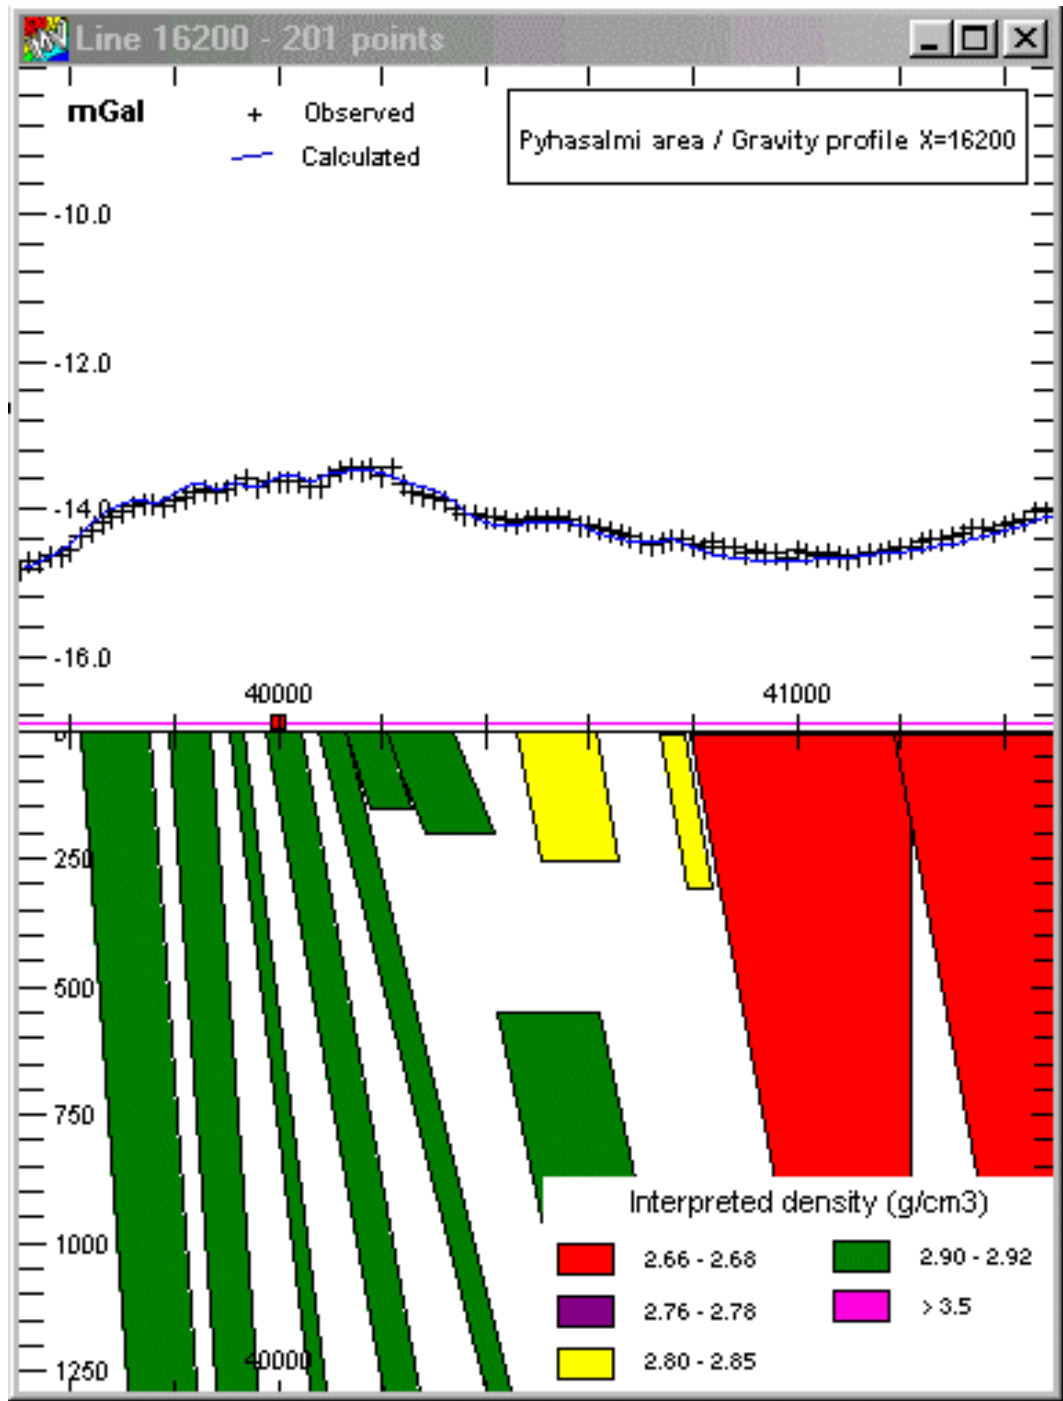 Line 16200 - 201 points
mGal
Observed
Calculated
Pyhasalmi area / Gravity profile X=16200
-10.0
-12.0
-14.0
-16.0
40000 41000
250
500
750
1000
1250
40000
Interpreted density (g/cm3)
2.66 - 2.68 2.90 - 2.92
2.76 - 2.78 > 3.5
2.80 - 2.85